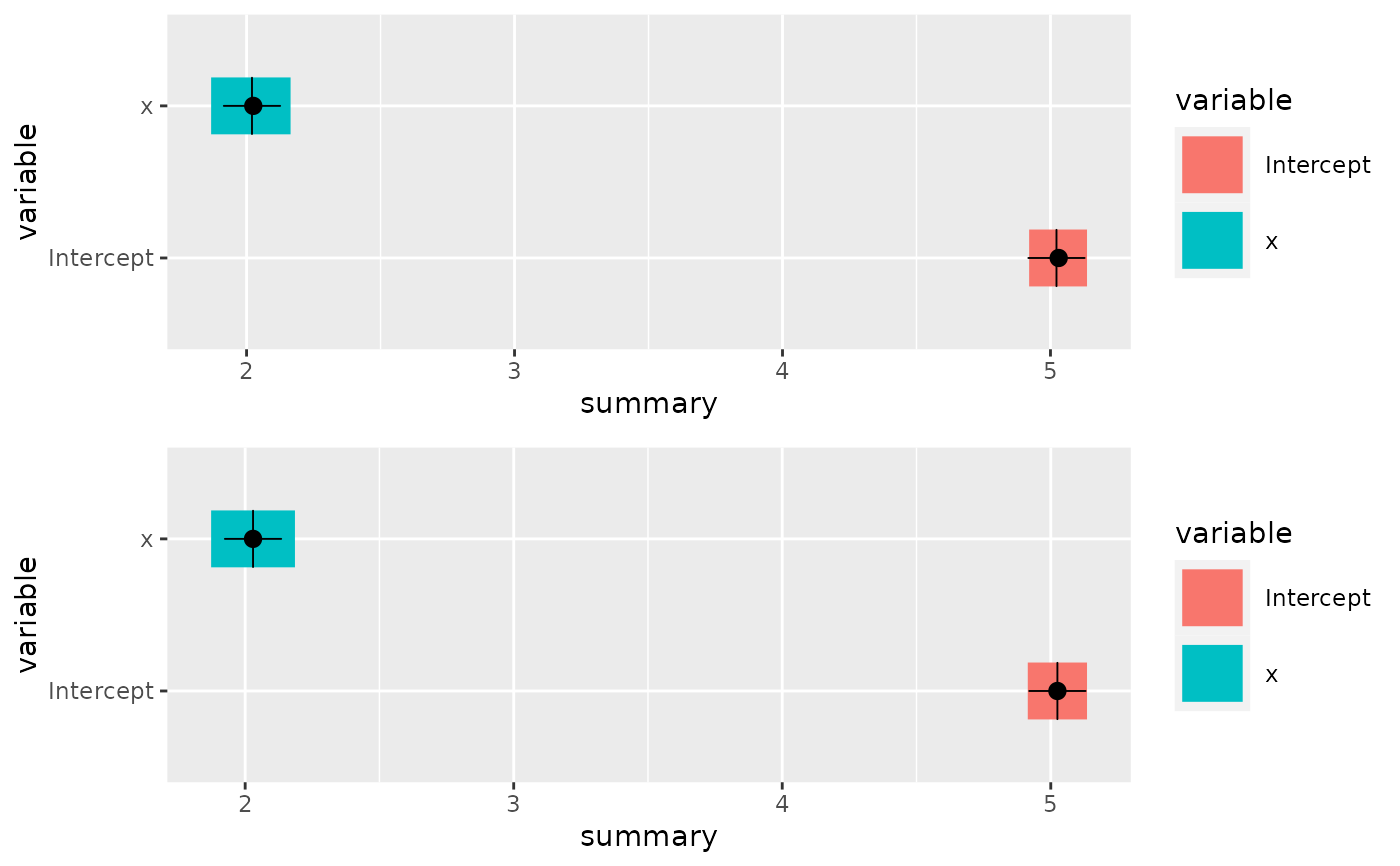 variable
x
Intercept
2 3 4 5
summary
variable
Intercept
x
variable
x
Intercept
2 3 4 5
summary
variable
Intercept
x